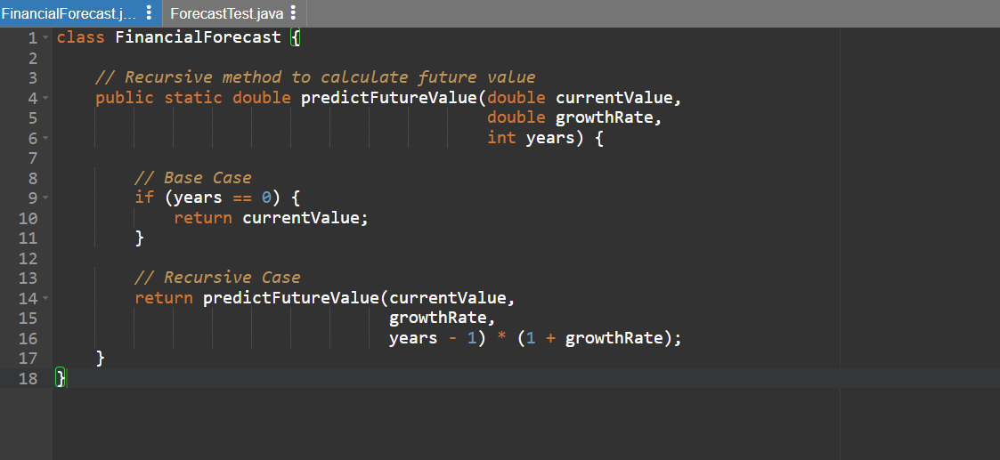 FinancialForecast.j... ForecastTest.java
1 class FinancialForecast {
2
3     // Recursive method to calculate future value
4     public static double predictFutureValue(double currentValue,
5                                             double growthRate,
6                                             int years) {
7
8         // Base Case
9         if (years == 0) {
10             return currentValue;
11         }
12
13         // Recursive Case
14         return predictFutureValue(currentValue,
15                                   growthRate,
16                                   years - 1) * (1 + growthRate);
17     }
18 }